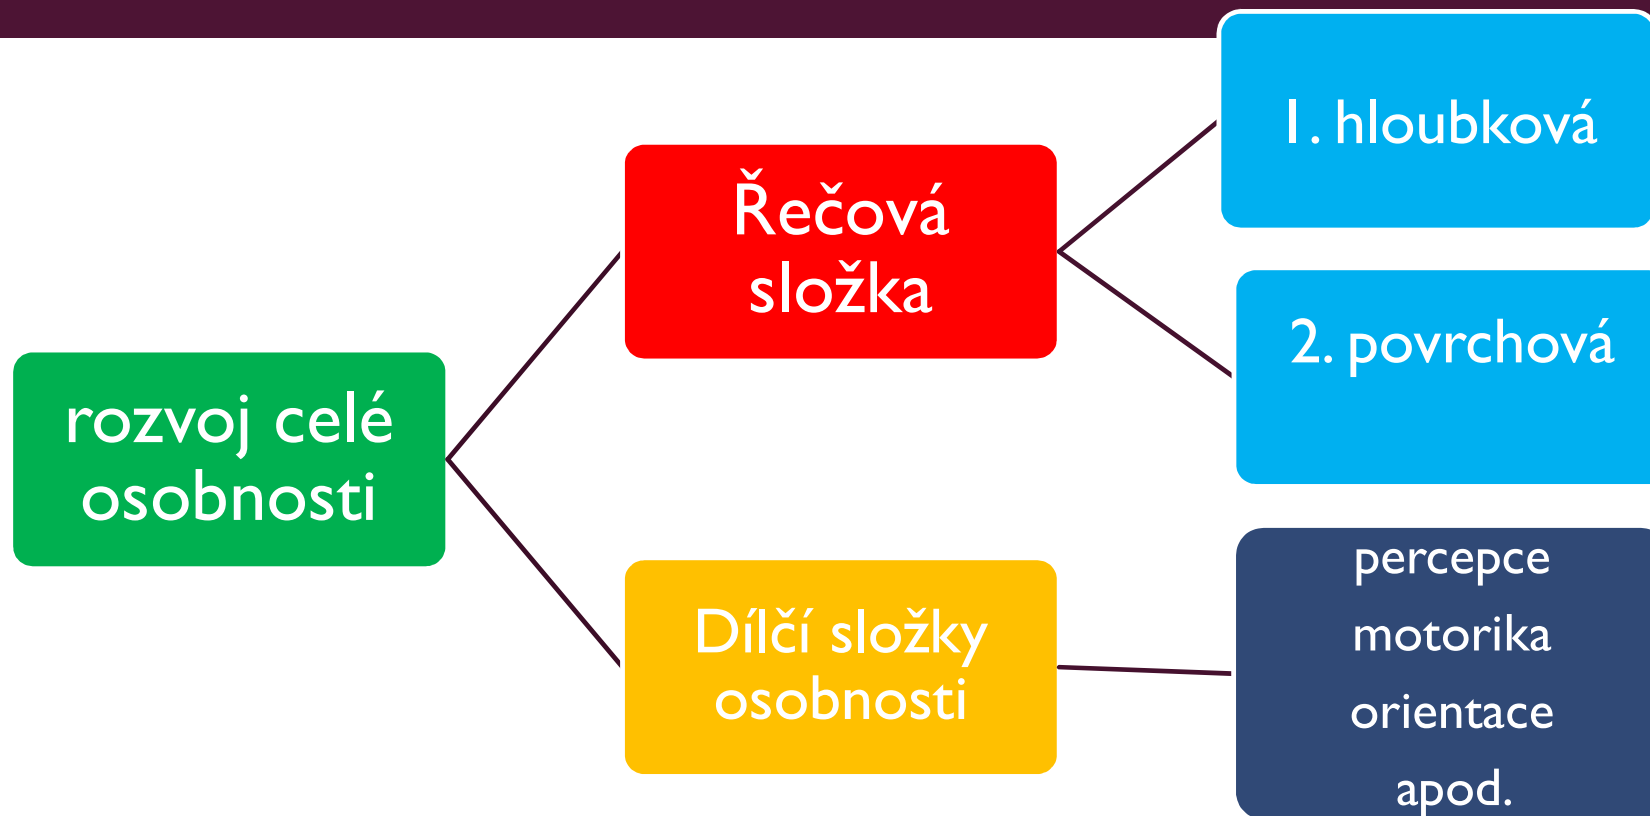 rozvoj celé
osobnosti
Řečová
složka
1. hloubková
2. povrchová
Dílčí složky
osobnosti
percepce
motorika
orientace
apod.